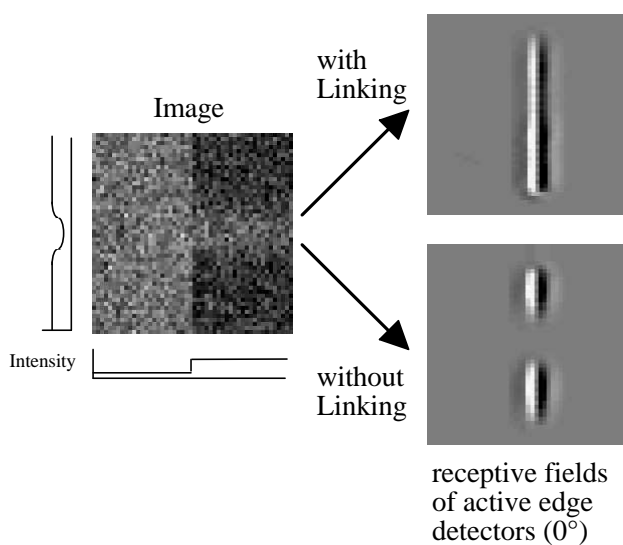 with
Linking
Image
Intensity
without
Linking
receptive fields
of active edge
detectors (0°)